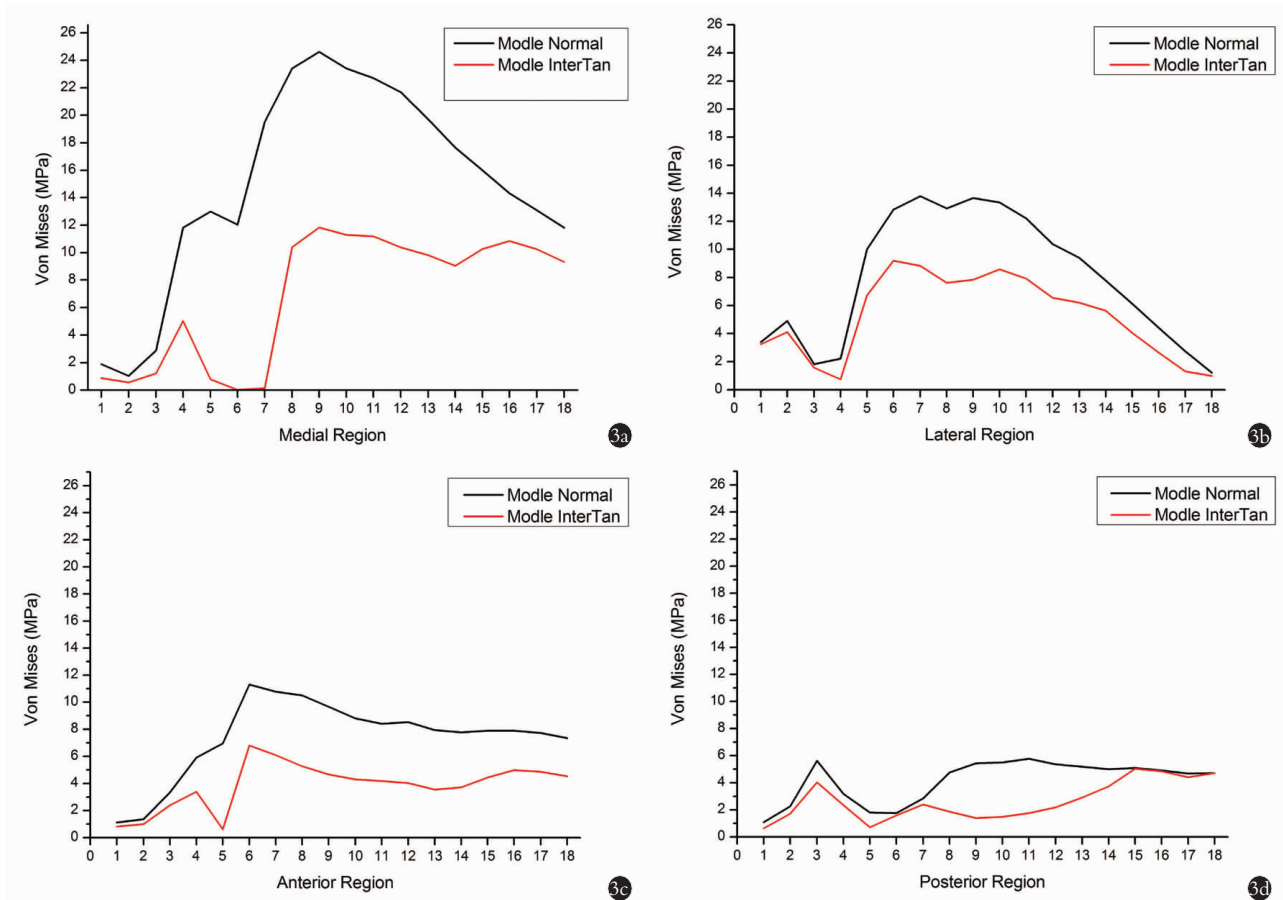 26
24
22
20
18
16
14
12
10
8
6
4
2
0
Von Mises (MPa)
Modle Normal
Modle InterTan
1 2 3 4 5 6 7 8 9 10 11 12 13 14 15 16 17 18
Medial Region
3a
26
24
22
20
18
16
14
12
10
8
6
4
2
0
Von Mises (MPa)
Modle Normal
Modle InterTan
0 1 2 3 4 5 6 7 8 9 10 11 12 13 14 15 16 17 18
Lateral Region
3b
26
24
22
20
18
16
14
12
10
8
6
4
2
0
Von Mises (MPa)
Modle Normal
Modle InterTan
0 1 2 3 4 5 6 7 8 9 10 11 12 13 14 15 16 17 18
Anterior Region
3c
26
24
22
20
18
16
14
12
10
8
6
4
2
0
Von Mises (MPa)
Modle Normal
Modle InterTan
0 1 2 3 4 5 6 7 8 9 10 11 12 13 14 15 16 17 18
Posterior Region
3d